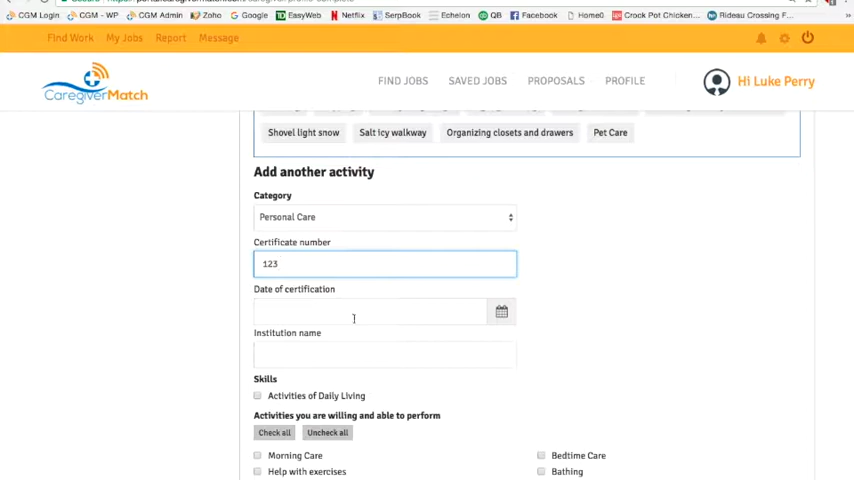 CGM Login CGM - WP CGM Admin Zoho Google EasyWeb Netflix SerpBook Echelon QB Facebook HomeG Crock Pot Chicken... Rideau Crossing F...
Find Work My Jobs Report Message
CaregiverMatch
FIND JOBS SAVED JOBS PROPOSALS PROFILE Hi Luke Perry
Shovel light snow Salt icy walkway Organizing closets and drawers Pet Care
Add another activity
Category
Personal Care
Certificate number
123
Date of certification
Institution name
Skills
Activities of Daily Living
Activities you are willing and able to perform
Check all Uncheck all
Morning Care Bedtime Care
Help with exercises Bathing